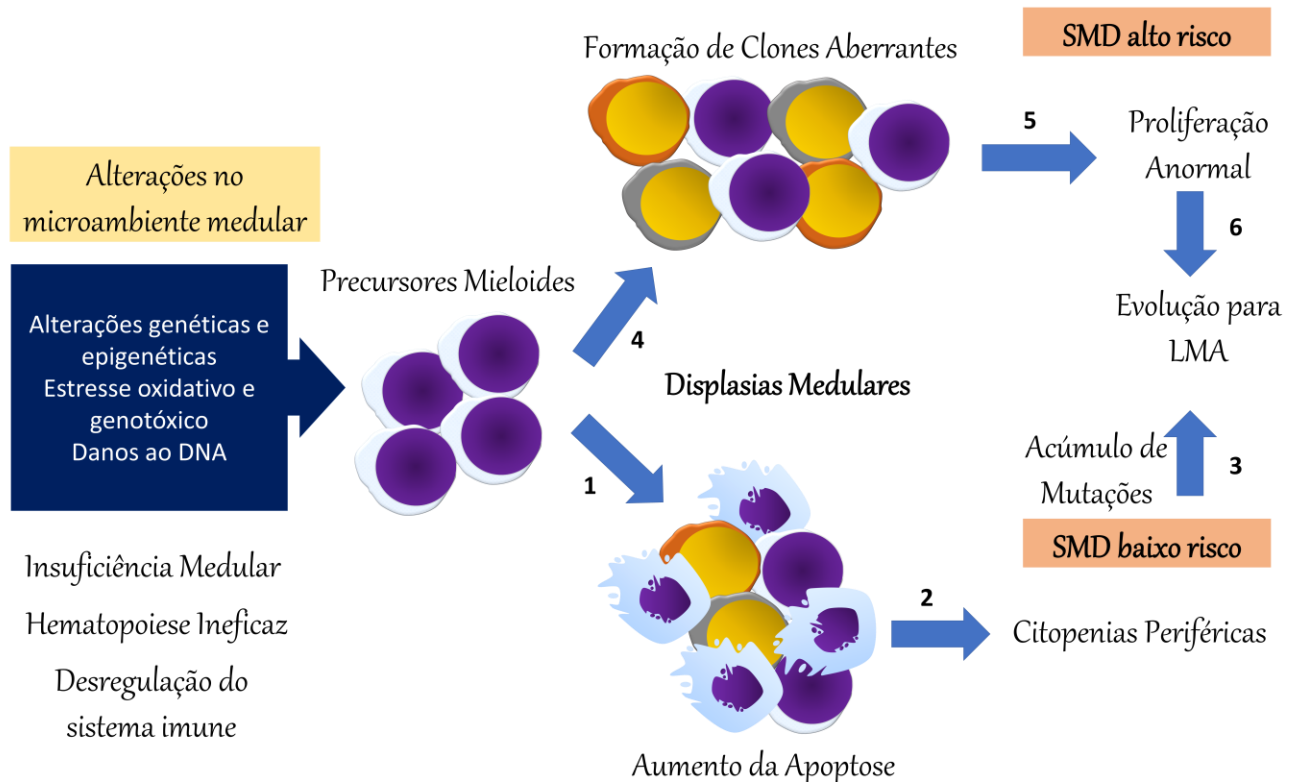 Alterações no
microambiente medular
Alterações genéticas e
epigenéticas
Estresse oxidativo e
genotóxico
Danos ao DNA
Insuficiência Medular
Hematopoiese Ineficaz
Desregulação do
sistema imune
Precursores Mieloides
4
1
Displasias Medulares
Formação de Clones Aberrantes
5
SMD alto risco
Proliferação
Anormal
6
Evolução para
LMA
Acúmulo de
Mutações
3
SMD baixo risco
2
Citopenias Periféricas
Aumento da Apoptose